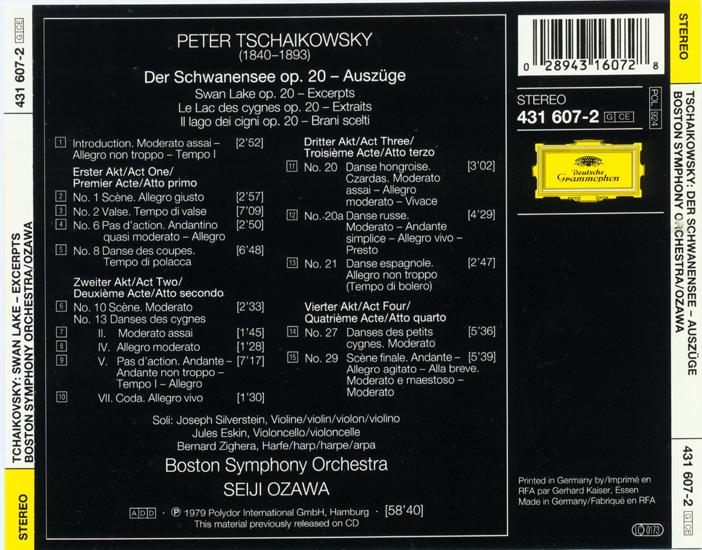 431 607-2 G CE
TCHAIKOVSKY: SWAN LAKE – EXCERPTS
BOSTON SYMPHONY ORCHESTRA/OZAWA
STEREO
PETER TSCHAIKOWSKY
(1840–1893)
Der Schwanensee op. 20 – Auszüge
Swan Lake op. 20 – Excerpts
Le Lac des cygnes op. 20 – Extraits
Il lago dei cigni op. 20 – Brani scelti
1 Introduction. Moderato assai – [2'52]
Allegro non troppo – Tempo I
Erster Akt/Act One/
Premier Acte/Atto primo
2 No. 1 Scène. Allegro giusto [2'57]
3 No. 2 Valse. Tempo di valse [7'09]
4 No. 6 Pas d'action. Andantino [2'50]
quasi moderato – Allegro
5 No. 8 Danse des coupes. [6'48]
Tempo di polacca
Zweiter Akt/Act Two/
Deuxième Acte/Atto secondo
6 No. 10 Scène. Moderato [2'33]
No. 13 Danses des cygnes
7 II. Moderato assai [1'45]
8 IV. Allegro moderato [1'28]
9 V. Pas d'action. Andante – [7'17]
Andante non troppo –
Tempo I – Allegro
10 VII. Coda. Allegro vivo [1'30]
Dritter Akt/Act Three/
Troisième Acte/Atto terzo
11 No. 20 Danse hongroise. [3'02]
Czardas. Moderato
assai – Allegro
moderato – Vivace
12 No.-20a Danse russe. [4'29]
Moderato – Andante
simplice – Allegro vivo –
Presto
13 No. 21 Danse espagnole. [2'47]
Allegro non troppo
(Tempo di bolero)
Vierter Akt/Act Four/
Quatrième Acte/Atto quarto
14 No. 27 Danses des petits [5'36]
cygnes. Moderato
15 No. 29 Scène finale. Andante – [5'39]
Allegro agitato – Alla breve.
Moderato e maestoso –
Moderato
Soli: Joseph Silverstein, Violine/violin/violon/violino
Jules Eskin, Violoncello/violoncelle
Bernard Zighera, Harfe/harp/harpe/arpa
Boston Symphony Orchestra
SEIJI OZAWA
ADD · ℗ 1979 Polydor International GmbH, Hamburg · [58'40]
This material previously released on CD
0 28943 16072 8
STEREO
431 607-2 G CE
POL 924
Deutsche
Grammophon
Printed in Germany by/Imprimé en
RFA par Gerhard Kaiser, Essen
Made in Germany/Fabriqué en RFA
LC 0173
STEREO
TSCHAIKOWSKY: DER SCHWANENSEE – AUSZÜGE
BOSTON SYMPHONY ORCHESTRA/OZAWA
431 607-2 G CE